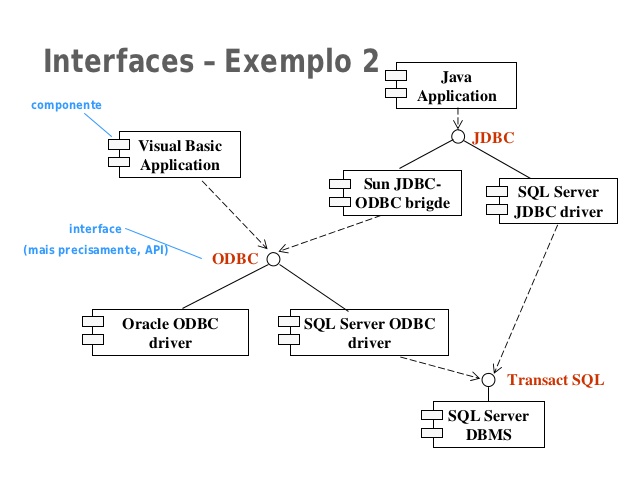 Interfaces – Exemplo 2
Java
Application
componente
JDBC
Visual Basic
Application
Sun JDBC-
ODBC brigde
SQL Server
JDBC driver
interface
(mais precisamente, API)
ODBC
Oracle ODBC
driver
SQL Server ODBC
driver
Transact SQL
SQL Server
DBMS